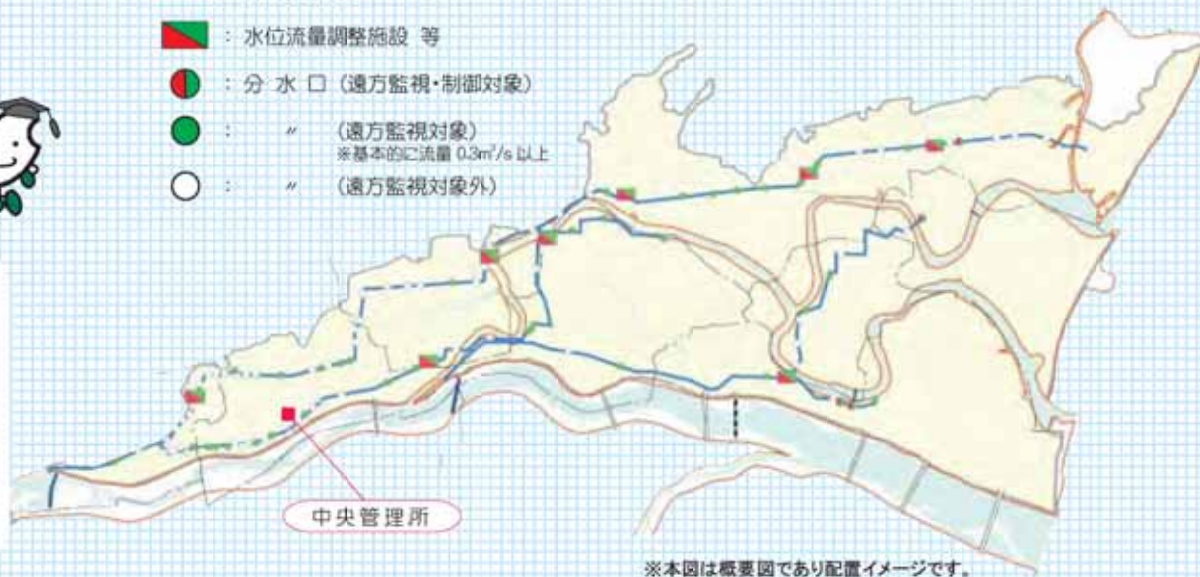 : 水位流量調整施設 等
: 分 水 口 (遠方監視・制御対象)
: 〃 (遠方監視対象)
※基本的に流量 0.3m³/s 以上
: 〃 (遠方監視対象外)
中央管理所
※本図は概要図であり配置イメージです。